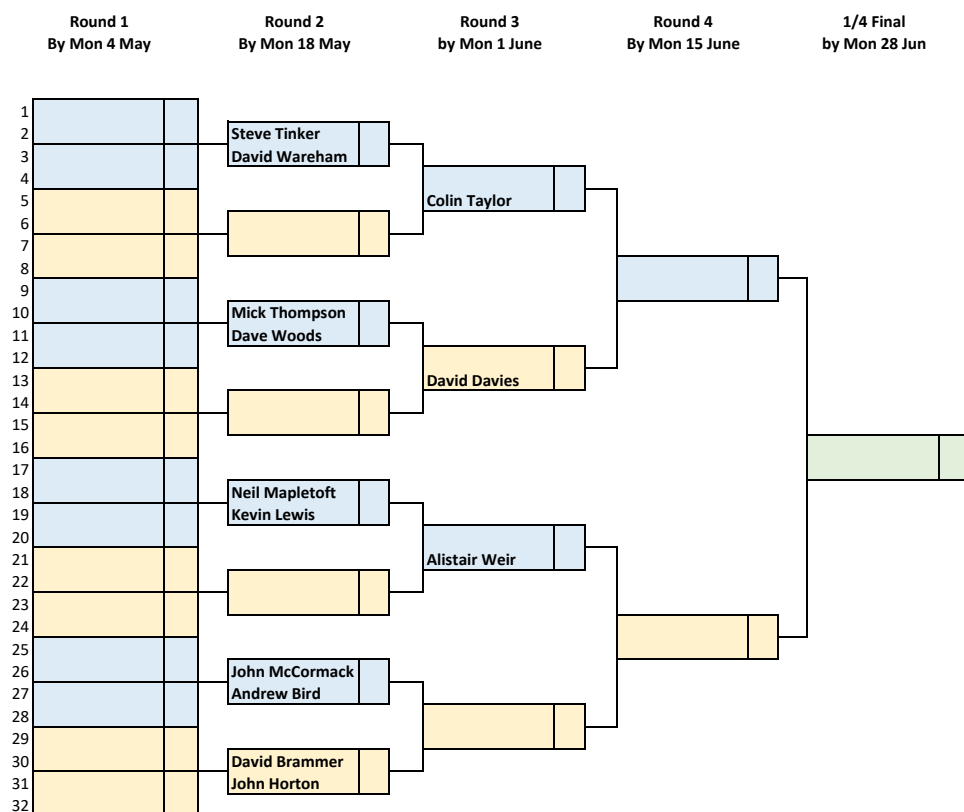 Round 1
By Mon 4 May
Round 2
By Mon 18 May
Round 3
by Mon 1 June
Round 4
By Mon 15 June
1/4 Final
by Mon 28 Jun
1
2
3
4
5
6
7
8
9
10
11
12
13
14
15
16
17
18
19
20
21
22
23
24
25
26
27
28
29
30
31
32
Steve Tinker
David Wareham
Mick Thompson
Dave Woods
Neil Mapletoft
Kevin Lewis
John McCormack
Andrew Bird
David Brammer
John Horton
Colin Taylor
David Davies
Alistair Weir